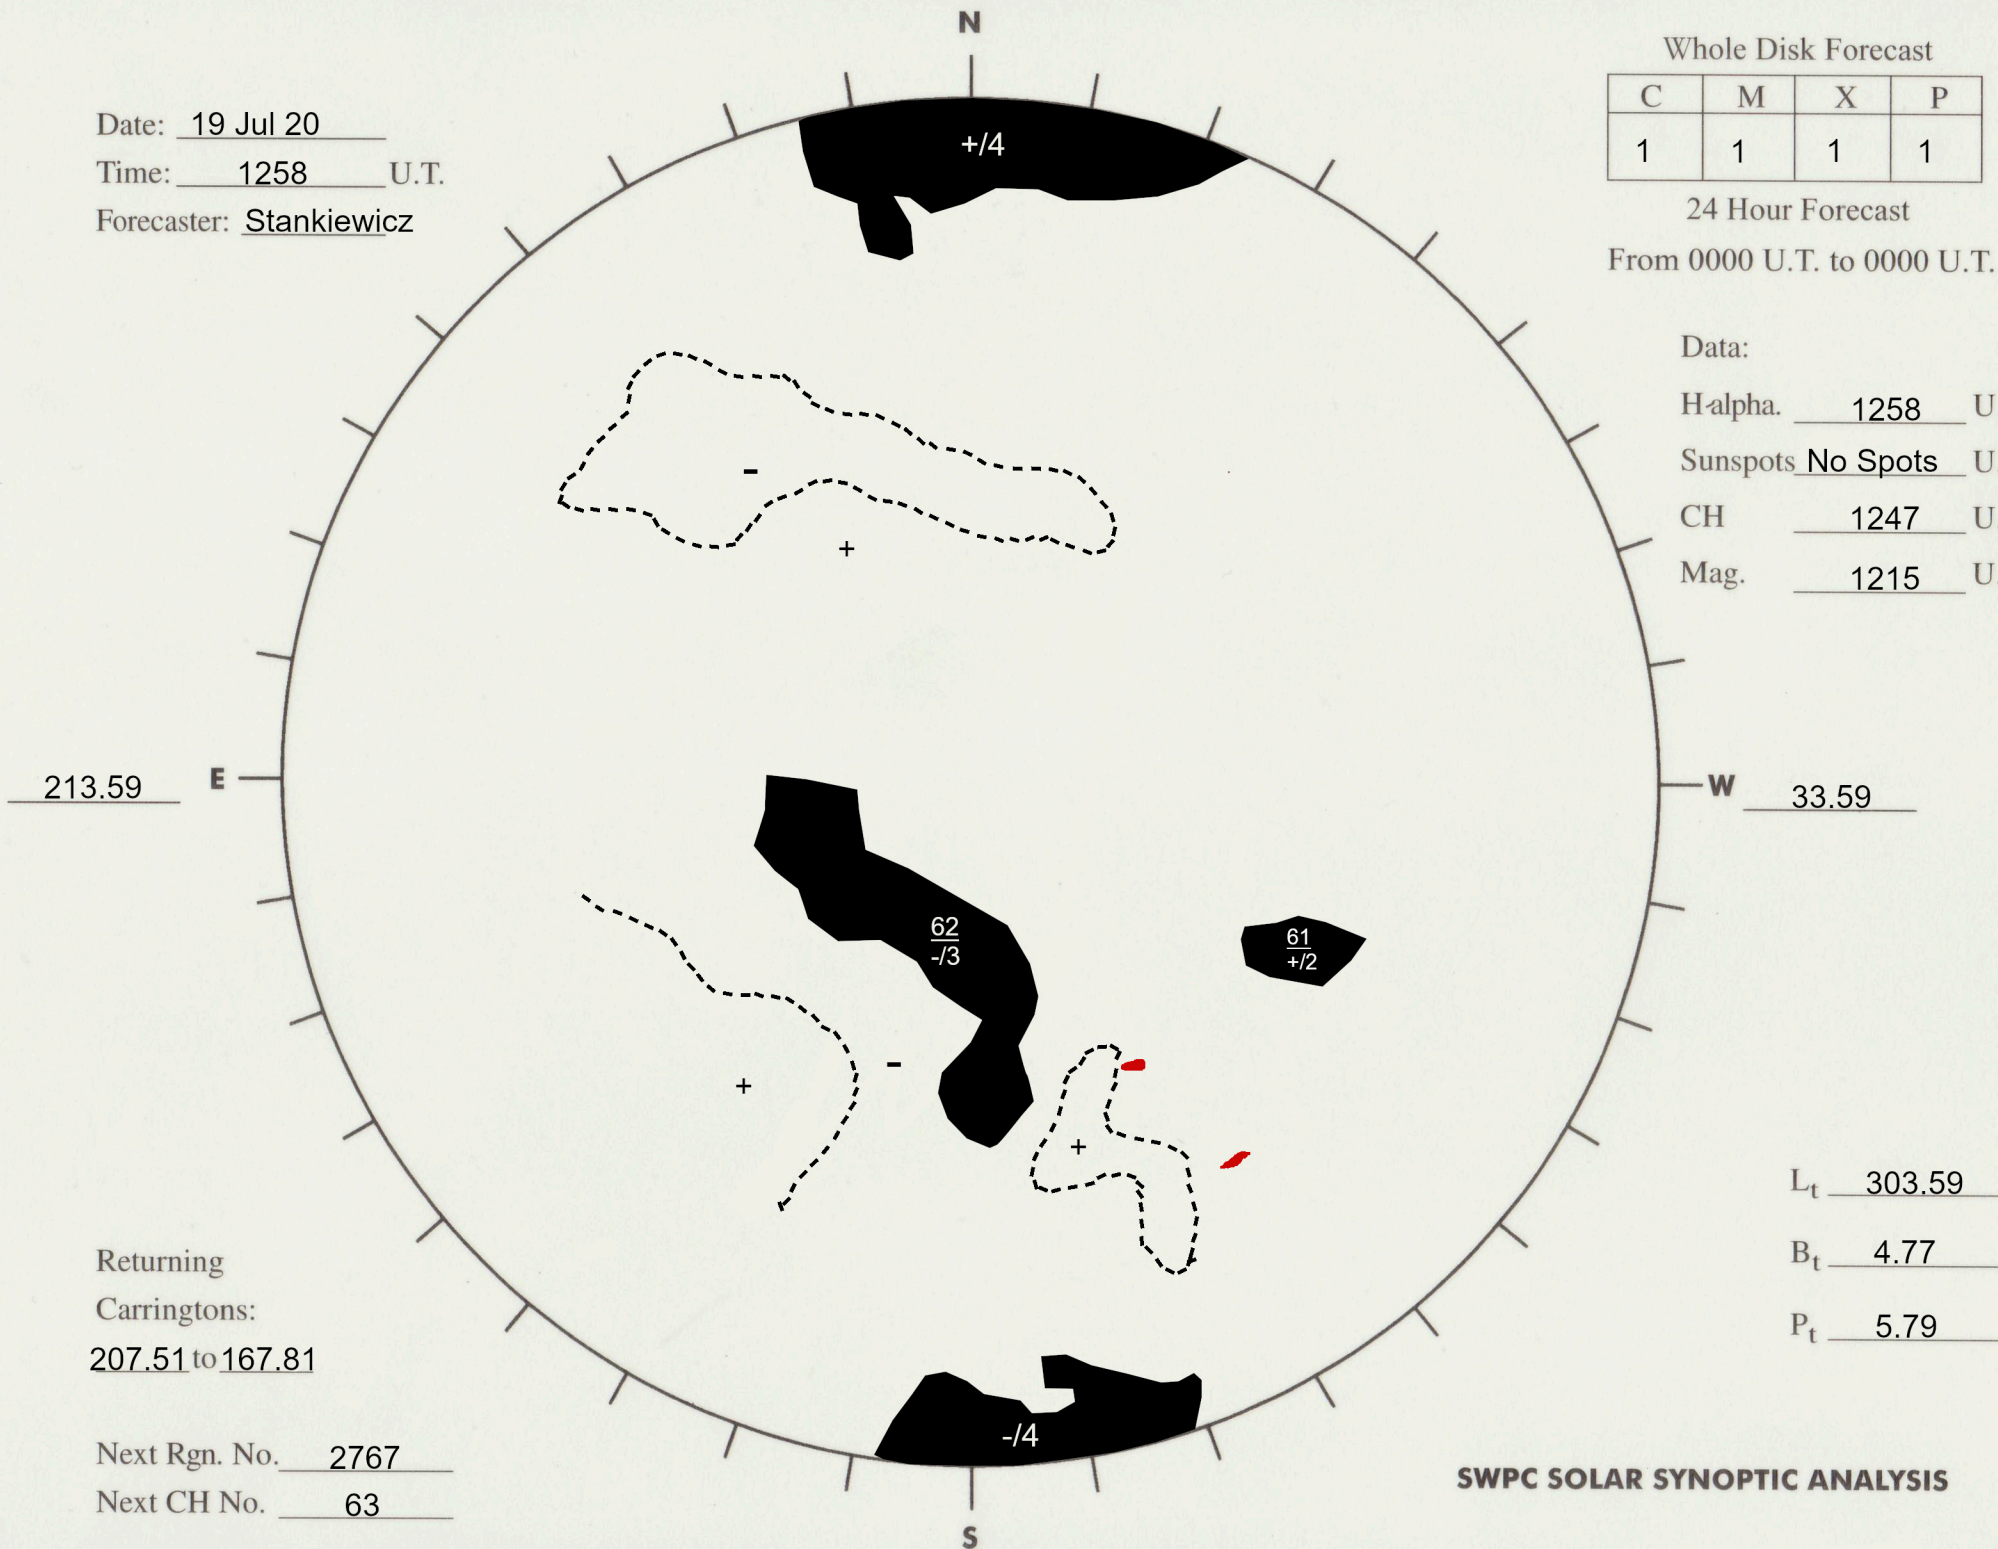 N
Whole Disk Forecast
C M X P
1 1 1 1
24 Hour Forecast
From 0000 U.T. to 0000 U.T.
Date: 19 Jul 20
Time: 1258 U.T.
Forecaster: Stankiewicz
+/4
Data:
H-alpha. 1258 U
Sunspots No Spots U
CH 1247 U
Mag. 1215 U
-
+
213.59 E
W 33.59
62
-/3
61
+/2
-
+
+
Lt 303.59
Bt 4.77
Pt 5.79
Returning
Carringtons:
207.51 to 167.81
-/4
Next Rgn. No. 2767
Next CH No. 63
SWPC SOLAR SYNOPTIC ANALYSIS
S